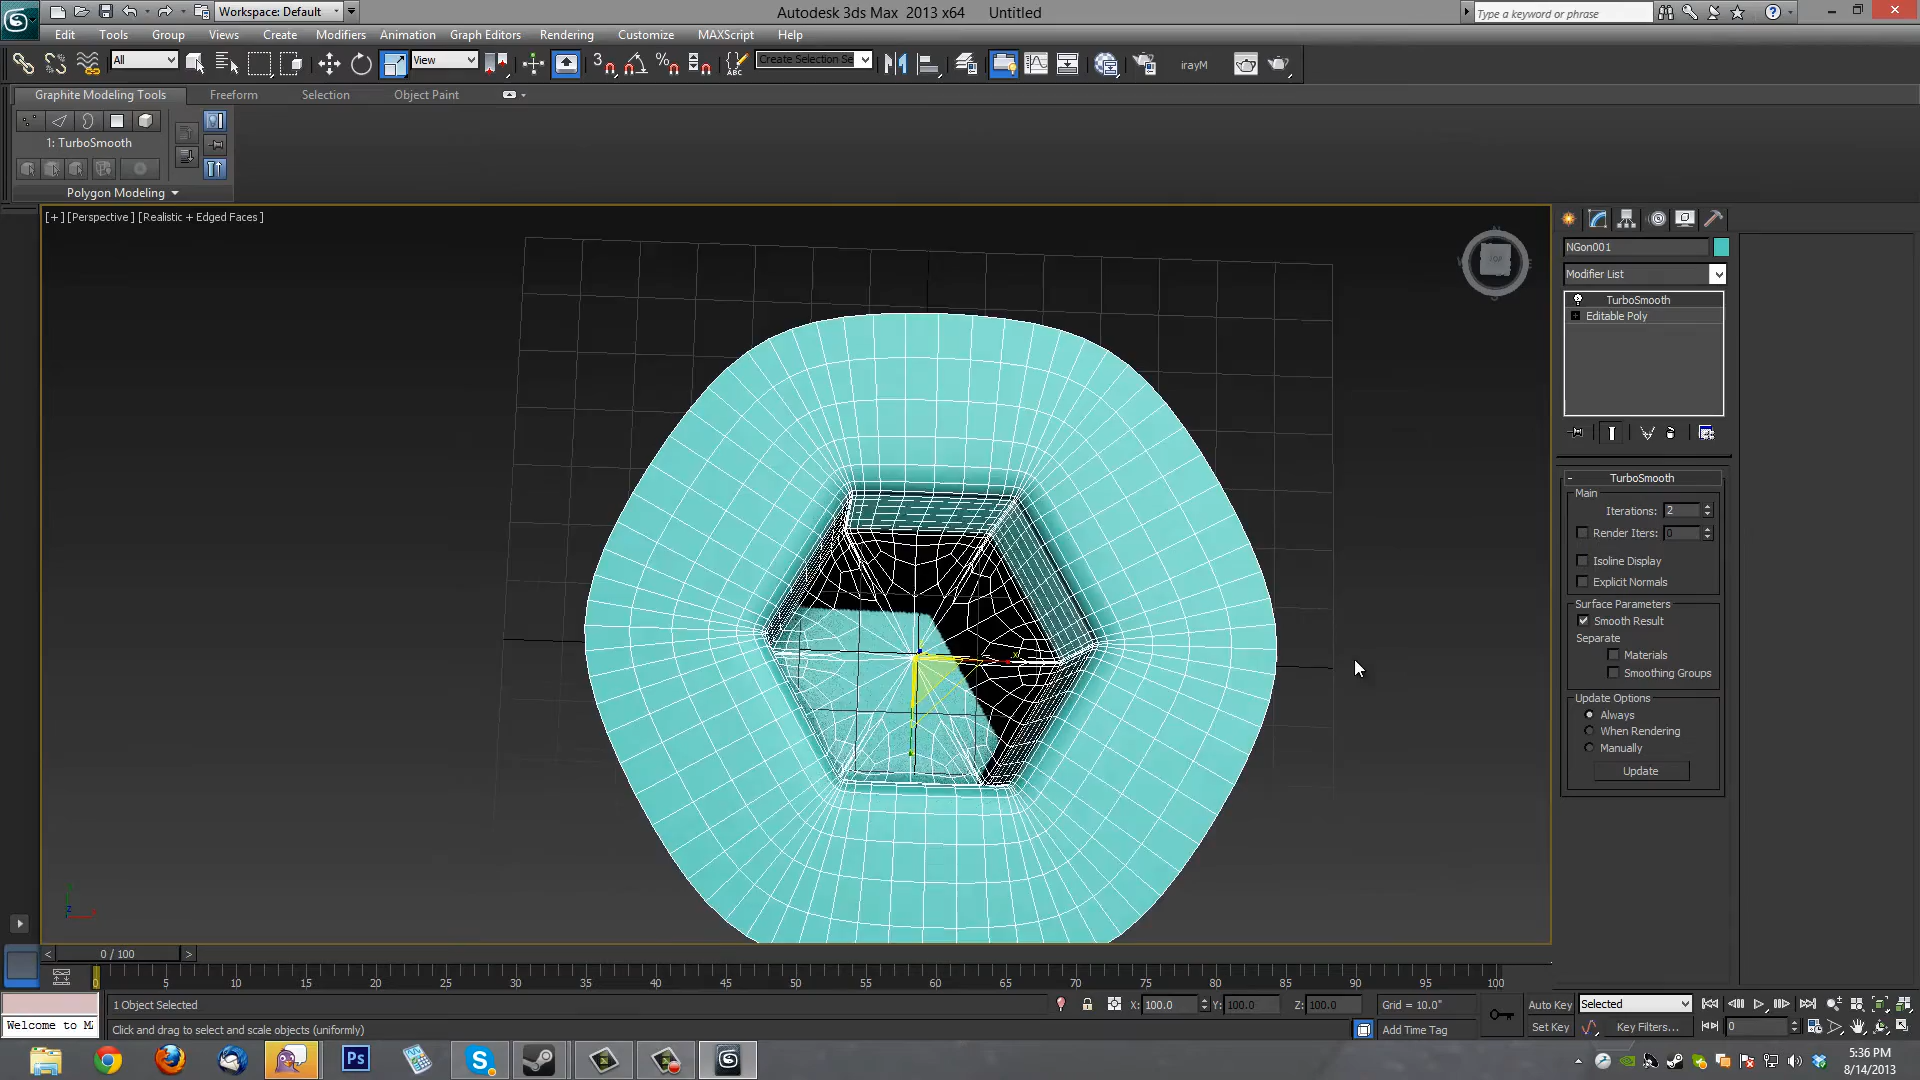 Workspace: Default
Autodesk 3ds Max 2013 x64 Untitled
Type a keyword or phrase
Edit Tools Group Views Create Modifiers Animation Graph Editors Rendering Customize MAXScript Help
All
View
3
ABC
Create Selection Se
irayM
Graphite Modeling Tools Freeform Selection Object Paint
1: TurboSmooth
Polygon Modeling
[+] [Perspective] [Realistic + Edged Faces]
NGon001
Modifier List
TurboSmooth
Editable Poly
TurboSmooth
Main
Iterations: 2
Render Iters: 0
Isoline Display
Explicit Normals
Surface Parameters
Smooth Result
Separate
Materials
Smoothing Groups
Update Options
Always
When Rendering
Manually
Update
< 0 / 100 >
0 5 10 15 20 25 30 35 40 45 50 55 60 65 70 75 80 85 90 95 100
1 Object Selected
X: 100.0 Y: 100.0 Z: 100.0 Grid = 10.0"
Auto Key Selected
Welcome to M
Click and drag to select and scale objects (uniformly)
Add Time Tag
Set Key Key Filters... 0
Ps
5:36 PM
8/14/2013